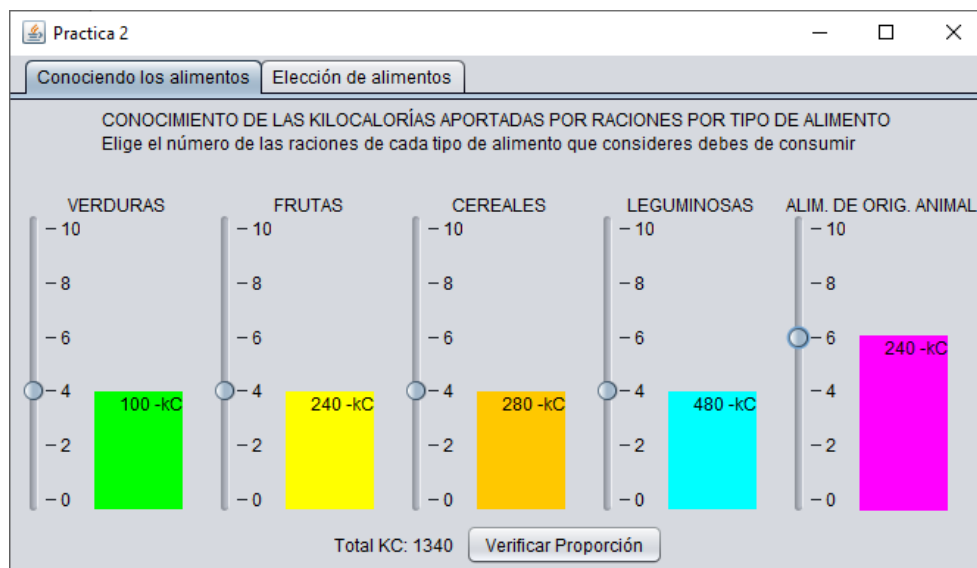 Practica 2
Conociendo los alimentos
Elección de alimentos
CONOCIMIENTO DE LAS KILOCALORÍAS APORTADAS POR RACIONES POR TIPO DE ALIMENTO
Elige el número de las raciones de cada tipo de alimento que consideres debes de consumir
VERDURAS
10
8
6
4
2
0
100 -kC
FRUTAS
10
8
6
4
2
0
240 -kC
CEREALES
10
8
6
4
2
0
280 -kC
LEGUMINOSAS
10
8
6
4
2
0
480 -kC
ALIM. DE ORIG. ANIMAL
10
8
6
4
2
0
240 -kC
Total KC: 1340
Verificar Proporción